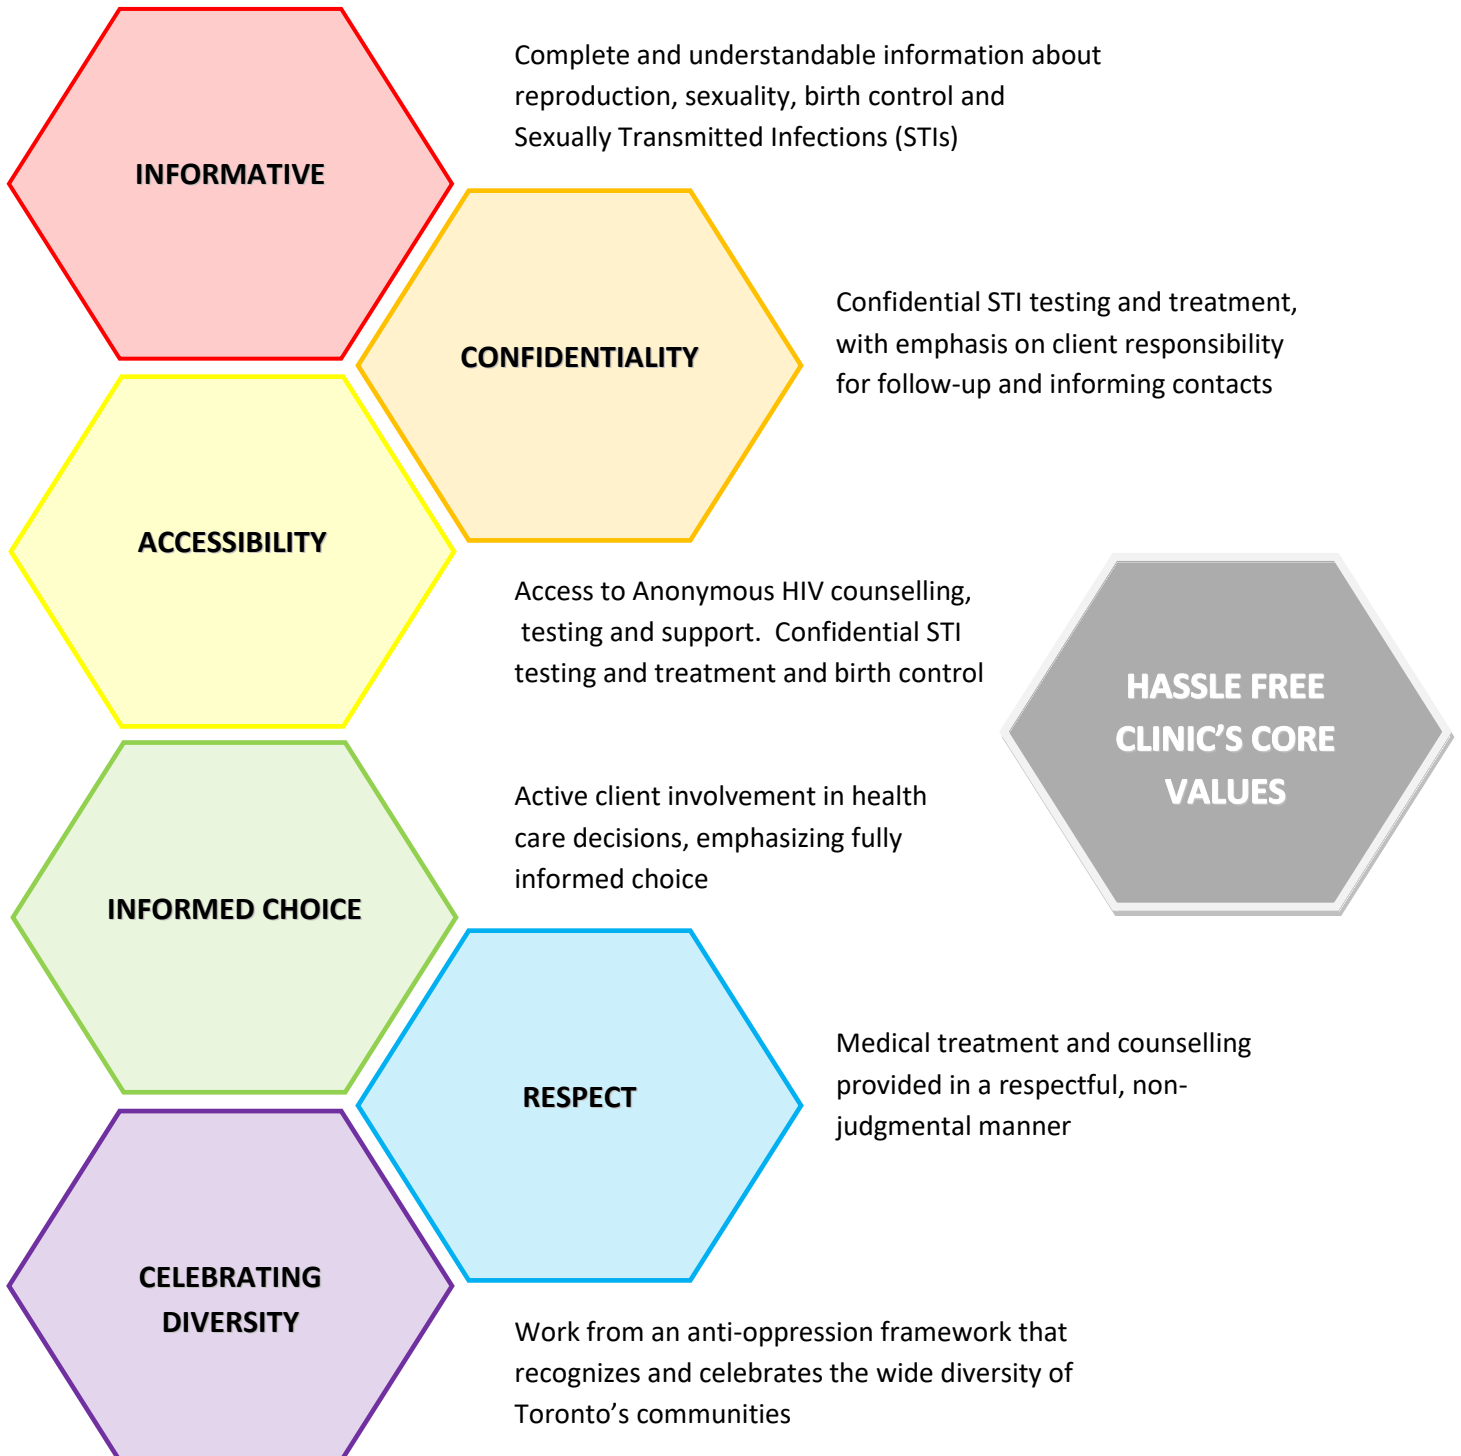 INFORMATIVE
Complete and understandable information about
reproduction, sexuality, birth control and
Sexually Transmitted Infections (STIs)
CONFIDENTIALITY
Confidential STI testing and treatment,
with emphasis on client responsibility
for follow-up and informing contacts
ACCESSIBILITY
Access to Anonymous HIV counselling,
testing and support.  Confidential STI
testing and treatment and birth control
HASSLE FREE
CLINIC’S CORE
VALUES
INFORMED CHOICE
Active client involvement in health
care decisions, emphasizing fully
informed choice
RESPECT
Medical treatment and counselling
provided in a respectful, non-
judgmental manner
CELEBRATING
DIVERSITY
Work from an anti-oppression framework that
recognizes and celebrates the wide diversity of
Toronto’s communities